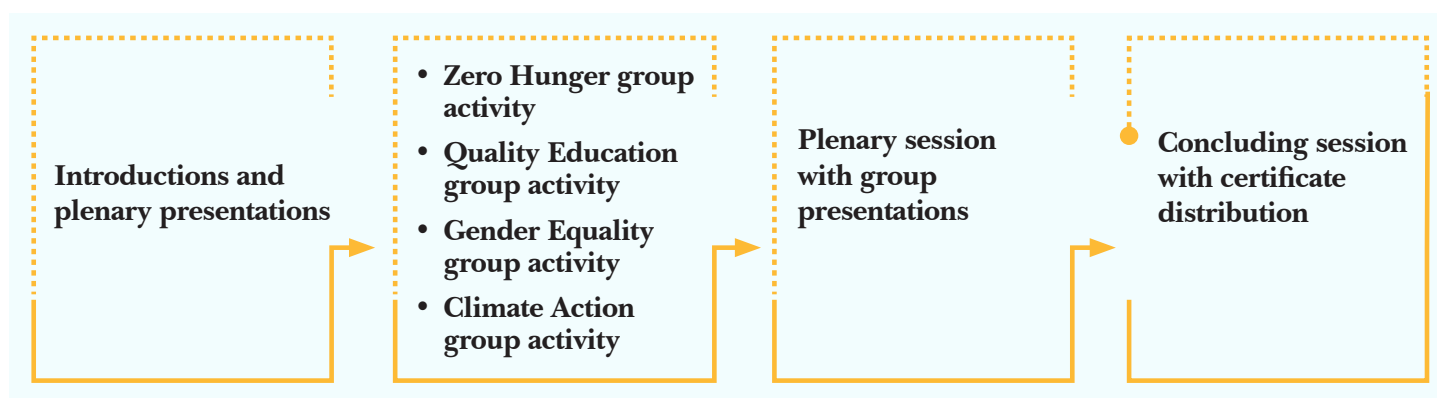 Introductions and
plenary presentations
• Zero Hunger group
activity
• Quality Education
group activity
• Gender Equality
group activity
• Climate Action
group activity
Plenary session
with group
presentations
Concluding session
with certificate
distribution